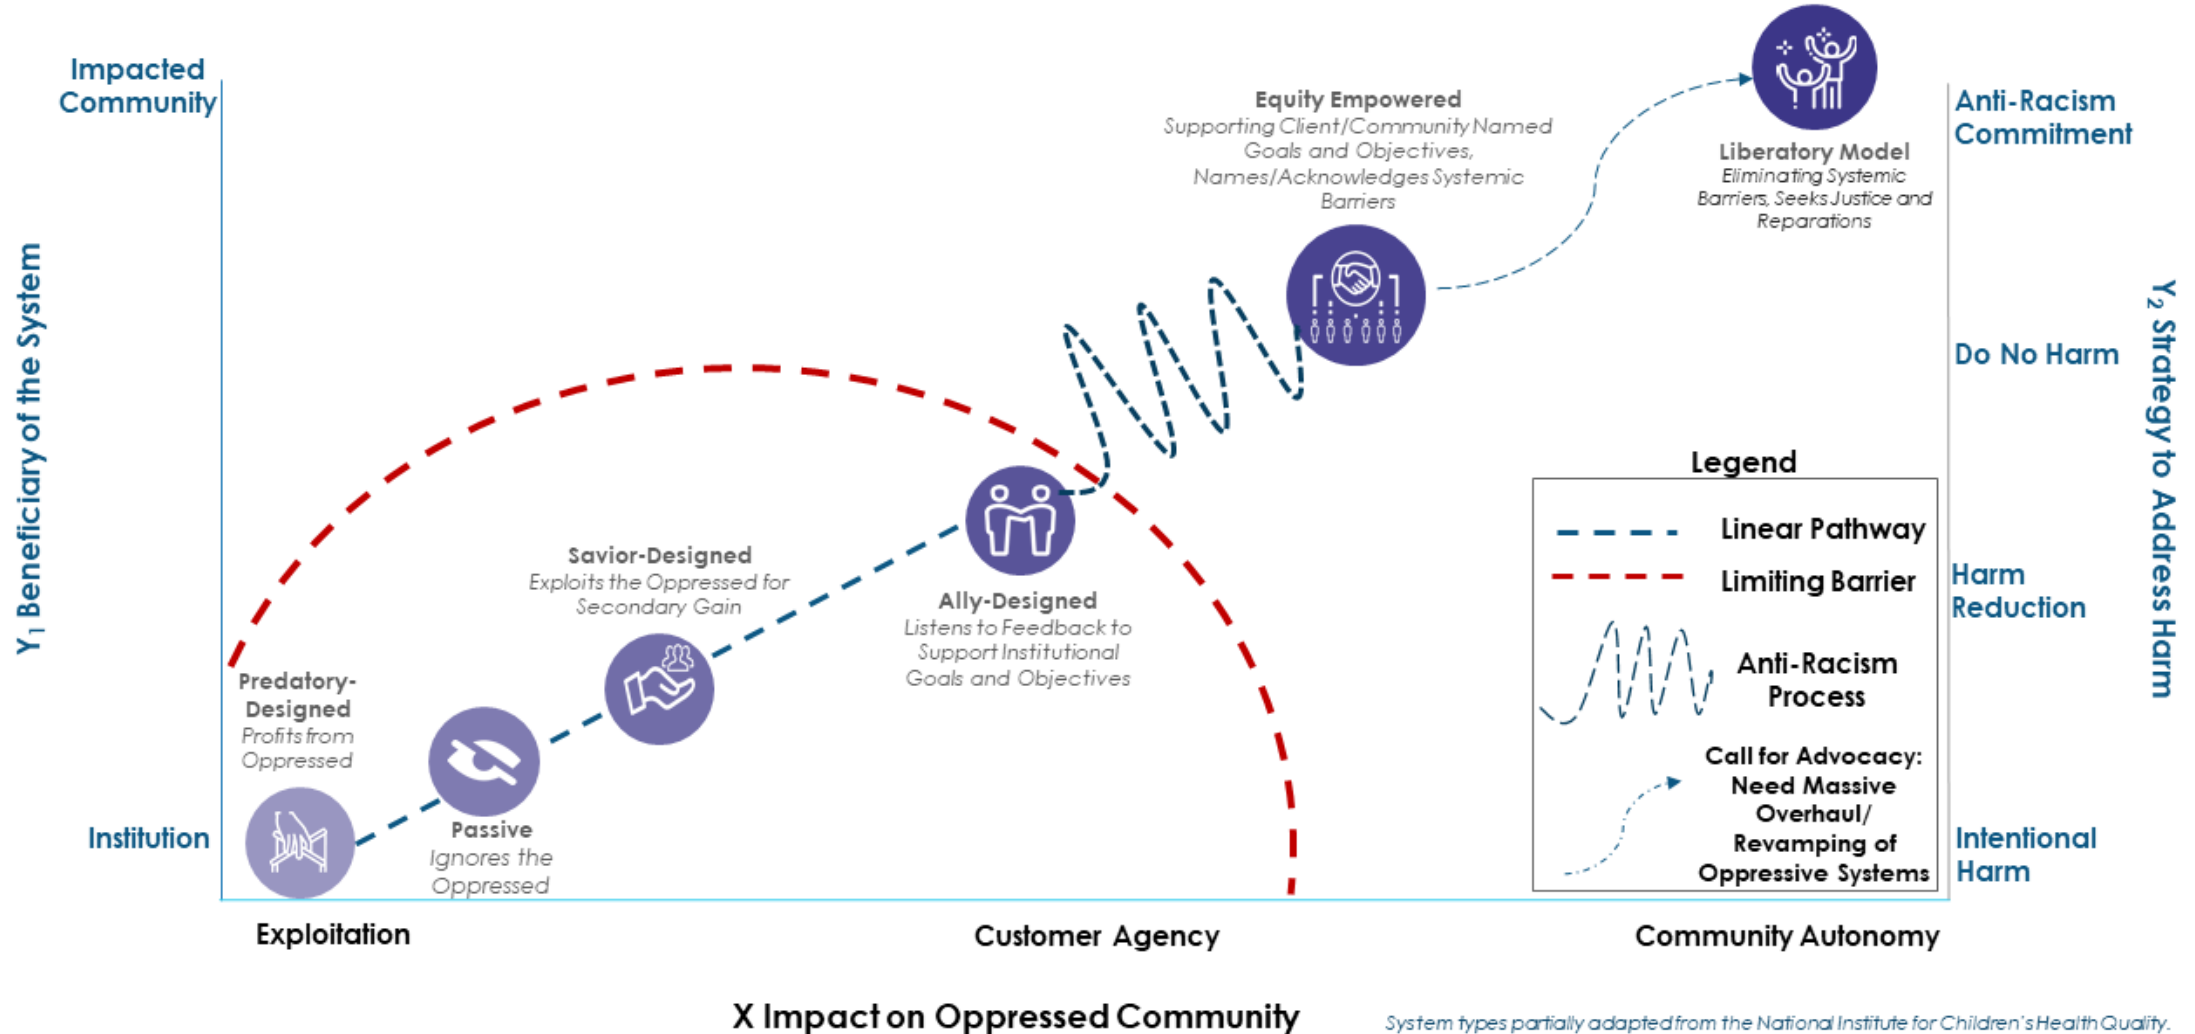 Impacted
Community
Y1 Beneficiary of the System
Institution
Predatory-
Designed
Profits from
Oppressed
Passive
Ignores the
Oppressed
Savior-Designed
Exploits the Oppressed for
Secondary Gain
Ally-Designed
Listens to Feedback to
Support Institutional
Goals and Objectives
Equity Empowered
Supporting Client/Community Named
Goals and Objectives,
Names/Acknowledges Systemic
Barriers
Liberatory Model
Eliminating Systemic
Barriers, Seeks Justice and
Reparations
Anti-Racism
Commitment
Do No Harm
Harm
Reduction
Intentional
Harm
Y2 Strategy to Address Harm
Legend
Linear Pathway
Limiting Barrier
Anti-Racism
Process
Call for Advocacy:
Need Massive
Overhaul/
Revamping of
Oppressive Systems
Exploitation
Customer Agency
Community Autonomy
X Impact on Oppressed Community
System types partially adapted from the National Institute for Children's Health Quality.